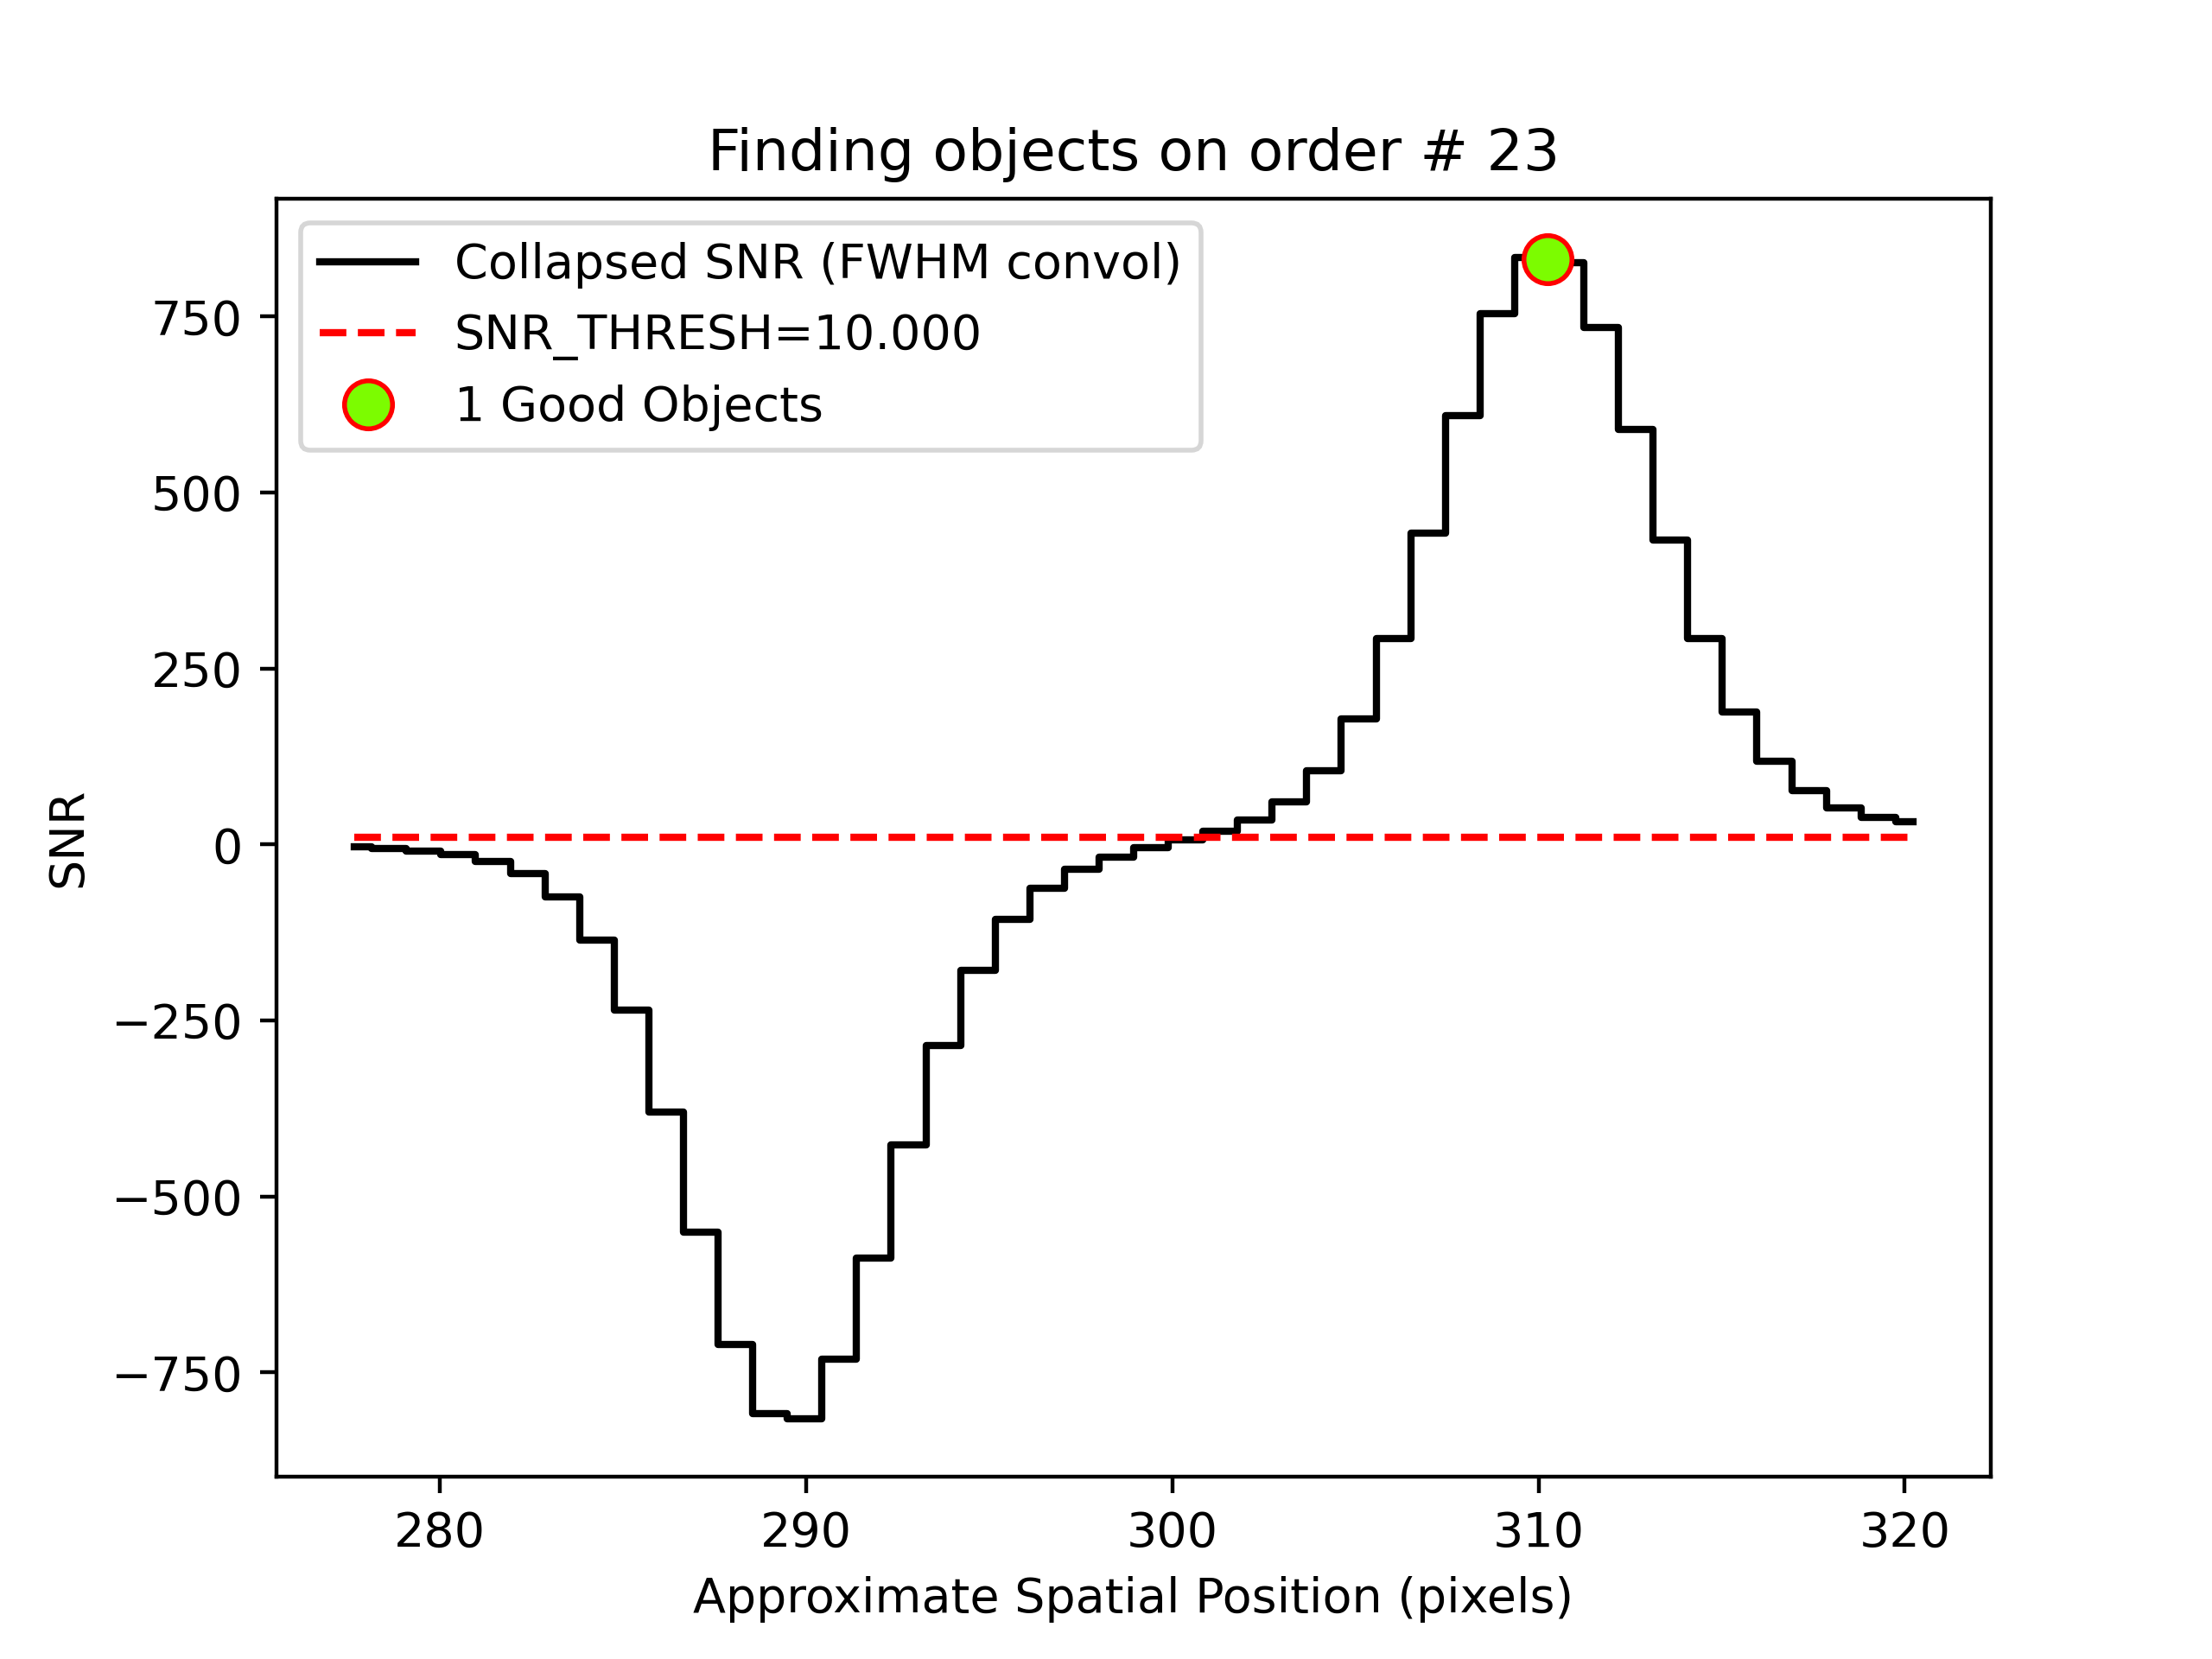 Finding objects on order # 23
Collapsed SNR (FWHM convol)
SNR_THRESH=10.000
1 Good Objects
750
500
250
0
−250
−500
−750
SNR
280 290 300 310 320
Approximate Spatial Position (pixels)